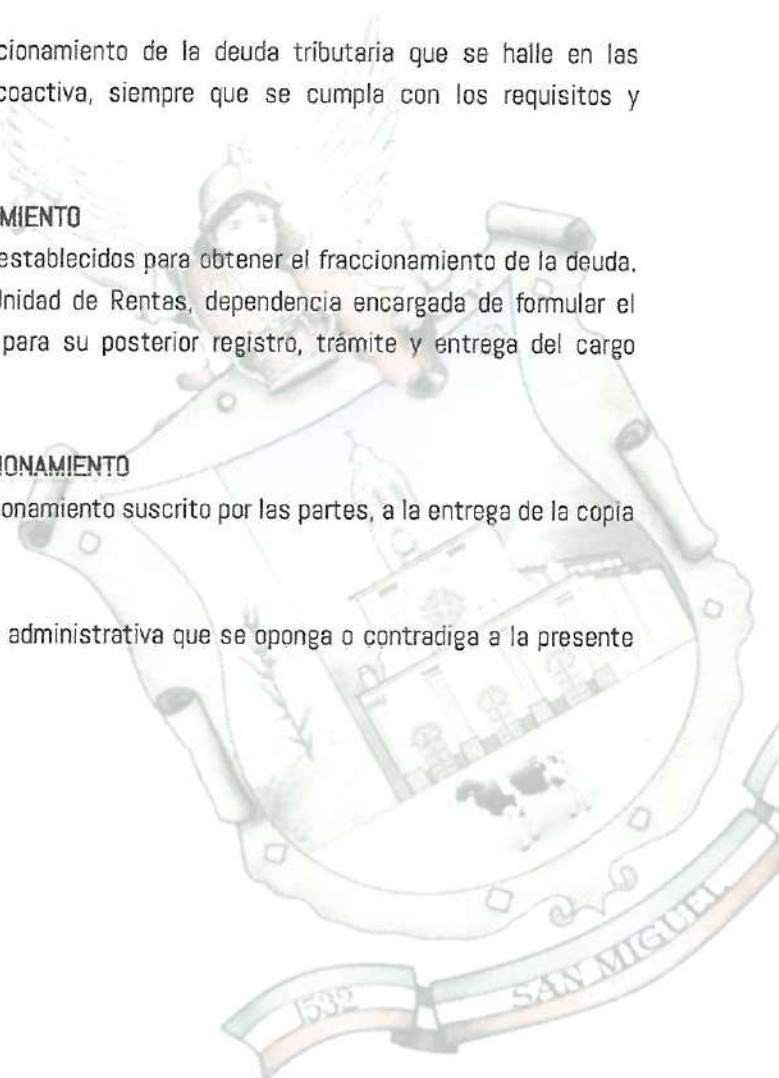 cionamiento de la deuda tributaria que se halle en las
coactiva, siempre que se cumpla con los requisitos y
MIENTO
establecidos para obtener el fraccionamiento de la deuda,
Unidad de Rentas, dependencia encargada de formular el
para su posterior registro, trámite y entrega del cargo
IONAMIENTO
onamiento suscrito por las partes, a la entrega de la copia
administrativa que se oponga o contradiga a la presente
1532
SAN MIGUEL